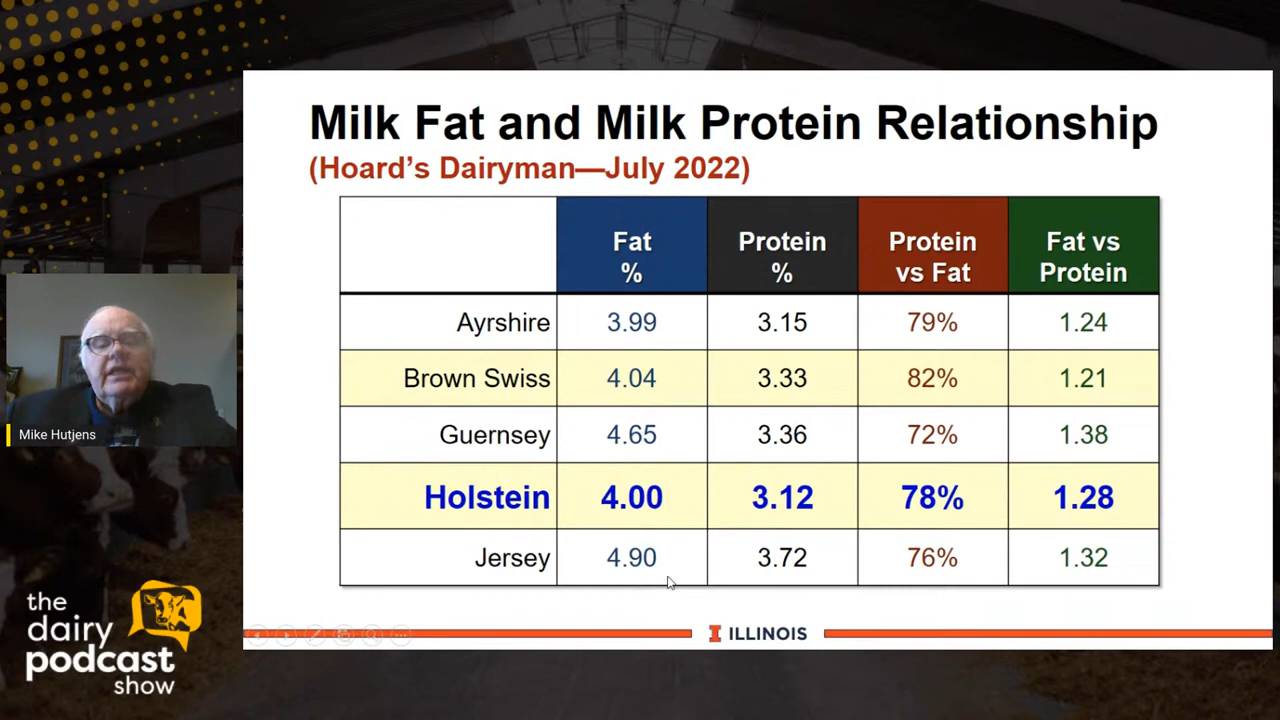 Milk Fat and Milk Protein Relationship
(Hoard's Dairyman—July 2022)
Fat % Protein % Protein vs Fat Fat vs Protein
Ayrshire 3.99 3.15 79% 1.24
Brown Swiss 4.04 3.33 82% 1.21
Guernsey 4.65 3.36 72% 1.38
Holstein 4.00 3.12 78% 1.28
Jersey 4.90 3.72 76% 1.32
ILLINOIS
Mike Hutjens
the
dairy
podcast
show